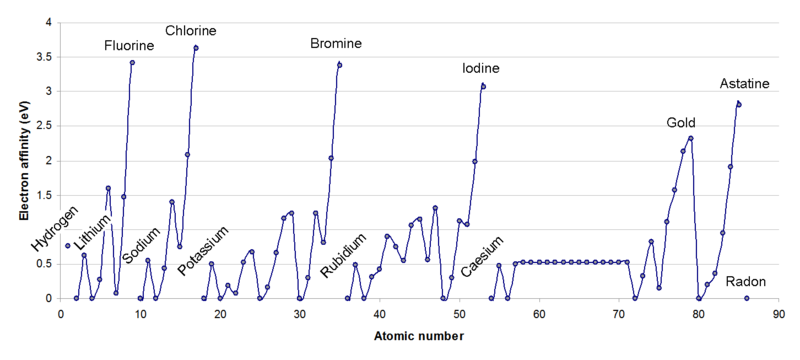 4
3.5
3
2.5
2
1.5
1
0.5
0
Electron affinity (eV)
Hydrogen
Lithium
Fluorine
Sodium
Chlorine
Potassium
Bromine
Rubidium
Iodine
Caesium
Gold
Astatine
Radon
0 10 20 30 40 50 60 70 80 90
Atomic number